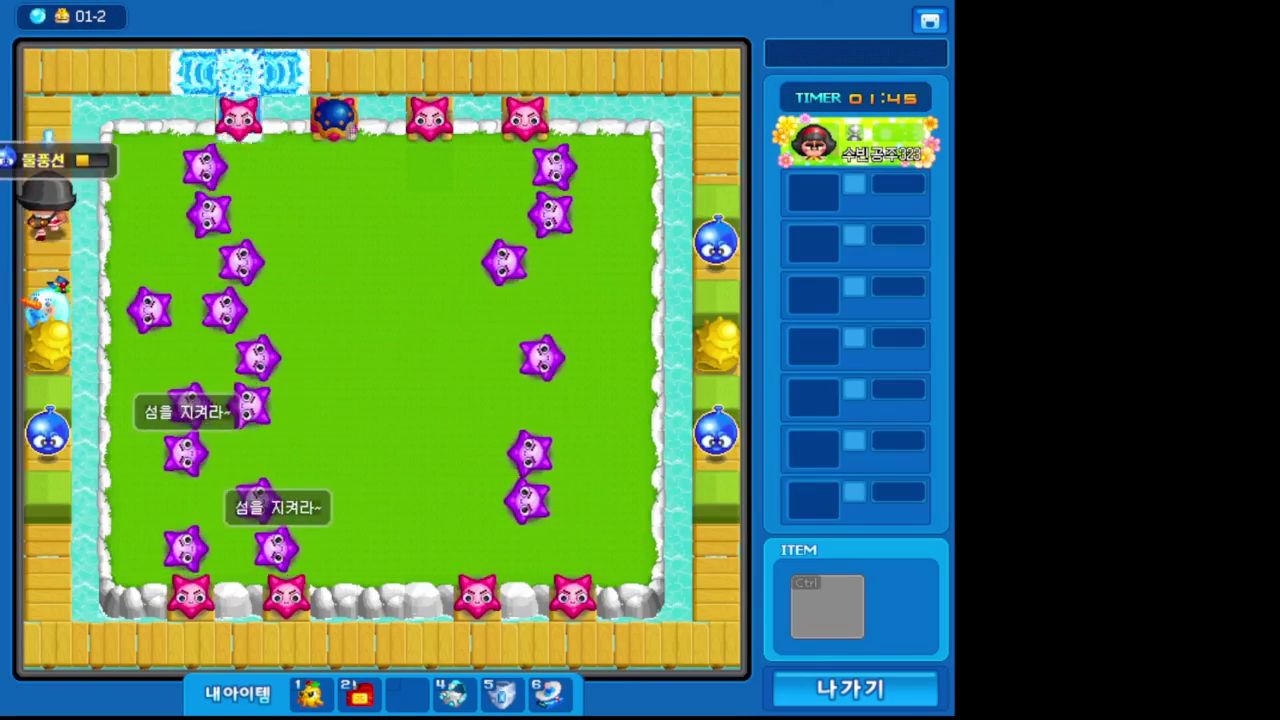 01-2
TIMER 01:45
수빈공주023
물풍선
섬을 지켜라~
섬을 지켜라~
ITEM
Ctrl
내아이템
1
2
4
5
6
나가기